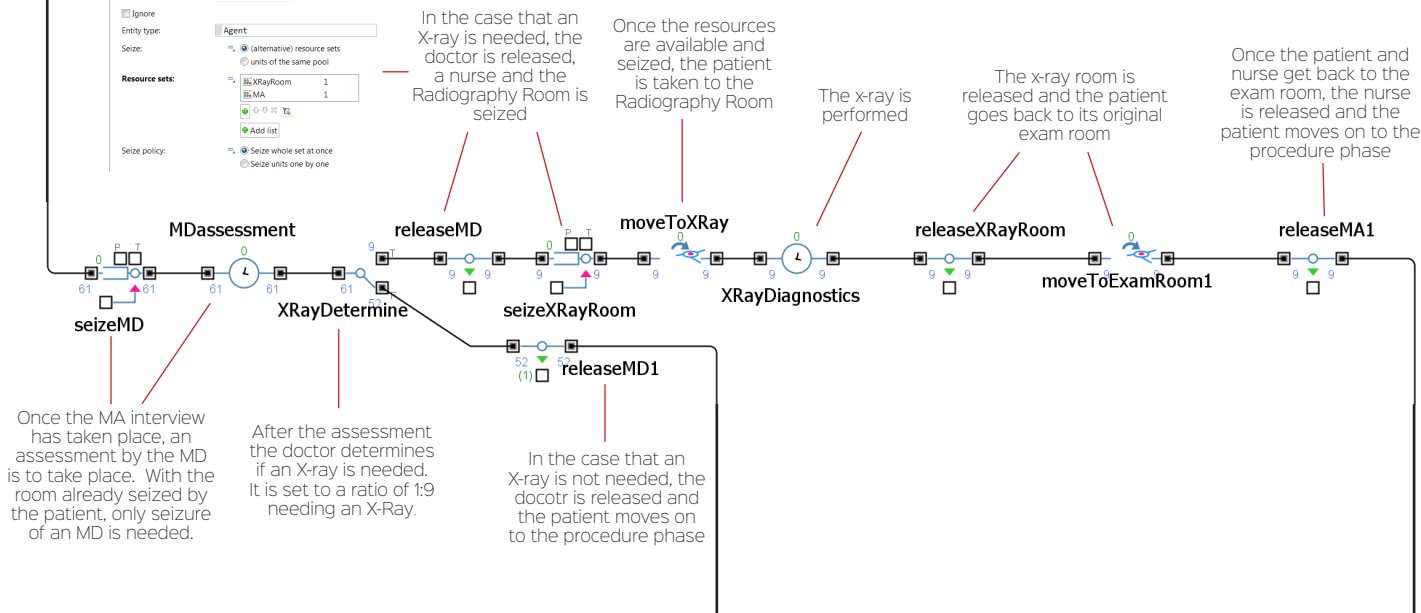 Ignore
Entity type:
Agent
Seize:
(alternative) resource sets
units of the same pool
Resource sets:
XRayRoom 1
MA 1
Add list
Seize policy:
Seize whole set at once
Seize units one by one
In the case that an
X-ray is needed, the
doctor is released,
a nurse and the
Radiography Room is
seized
Once the resources
are available and
seized, the patient
is taken to the
Radiography Room
The x-ray is
performed
The x-ray room is
released and the patient
goes back to its original
exam room
Once the patient and
nurse get back to the
exam room, the nurse
is released and the
patient moves on to the
procedure phase
seizeMD
P T
0
61 61
MDassessment
0
61 61
XRayDetermine
61
9 T
52 T
releaseMD
9 9
seizeXRayRoom
P T
0
9 9
moveToXRay
0
9 9
XRayDiagnostics
0
9 9
releaseXRayRoom
9 9
moveToExamRoom1
0
9 9
releaseMA1
9 9
releaseMD1
52 52
(1)
Once the MA interview
has taken place, an
assessment by the MD
is to take place. With the
room already seized by
the patient, only seizure
of an MD is needed.
After the assessment
the doctor determines
if an X-ray is needed.
It is set to a ratio of 1:9
needing an X-Ray.
In the case that an
X-ray is not needed, the
docotr is released and
the patient moves on
to the procedure phase